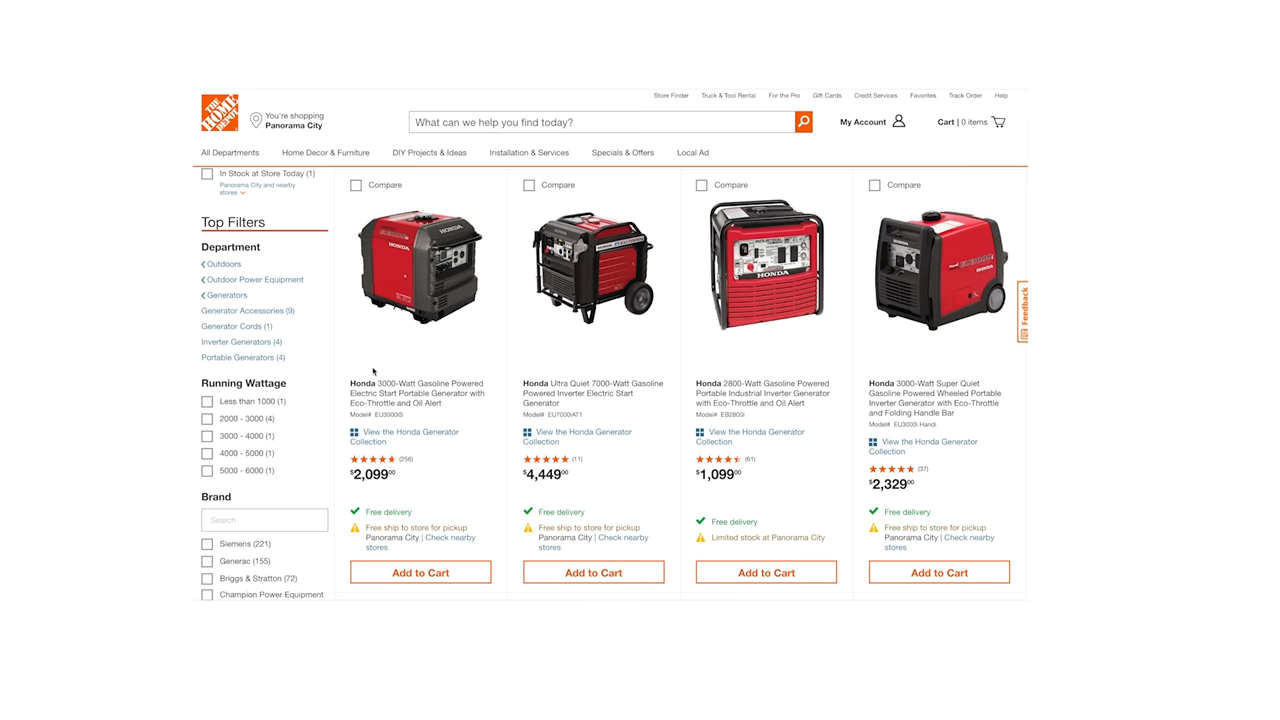 Store Finder Truck & Tool Rental For the Pro Gift Cards Credit Services Favorites Track Order Help
THE HOME DEPOT
You're shopping
Panorama City
What can we help you find today?
My Account
Cart | 0 items
All Departments Home Decor & Furniture DIY Projects & Ideas Installation & Services Specials & Offers Local Ad
In Stock at Store Today (1)
Panorama City and nearby
stores
Top Filters
Department
Outdoors
Outdoor Power Equipment
Generators
Generator Accessories (9)
Generator Cords (1)
Inverter Generators (4)
Portable Generators (4)
Running Wattage
Less than 1000 (1)
2000 - 3000 (4)
3000 - 4000 (1)
4000 - 5000 (1)
5000 - 6000 (1)
Brand
Search
Siemens (221)
Generac (155)
Briggs & Stratton (72)
Champion Power Equipment
Compare
HONDA
HONDA
Honda 3000-Watt Gasoline Powered
Electric Start Portable Generator with
Eco-Throttle and Oil Alert
Model# EU3000iS
View the Honda Generator
Collection
(256)
$2,09900
Free delivery
Free ship to store for pickup
Panorama City | Check nearby
stores
Add to Cart
Compare
Honda Ultra Quiet 7000-Watt Gasoline
Powered Inverter Electric Start
Generator
Model# EU7000iAT1
View the Honda Generator
Collection
(11)
$4,44900
Free delivery
Free ship to store for pickup
Panorama City | Check nearby
stores
Add to Cart
Compare
HONDA
Honda 2800-Watt Gasoline Powered
Portable Industrial Inverter Generator
with Eco-Throttle and Oil Alert
Model# EB2800i
View the Honda Generator
Collection
(61)
$1,09900
Free delivery
Limited stock at Panorama City
Add to Cart
Compare
HONDA
Honda 3000-Watt Super Quiet
Gasoline Powered Wheeled Portable
Inverter Generator with Eco-Throttle
and Folding Handle Bar
Model# EU3000i Handi
View the Honda Generator
Collection
(37)
$2,32900
Free delivery
Free ship to store for pickup
Panorama City | Check nearby
stores
Add to Cart
Feedback